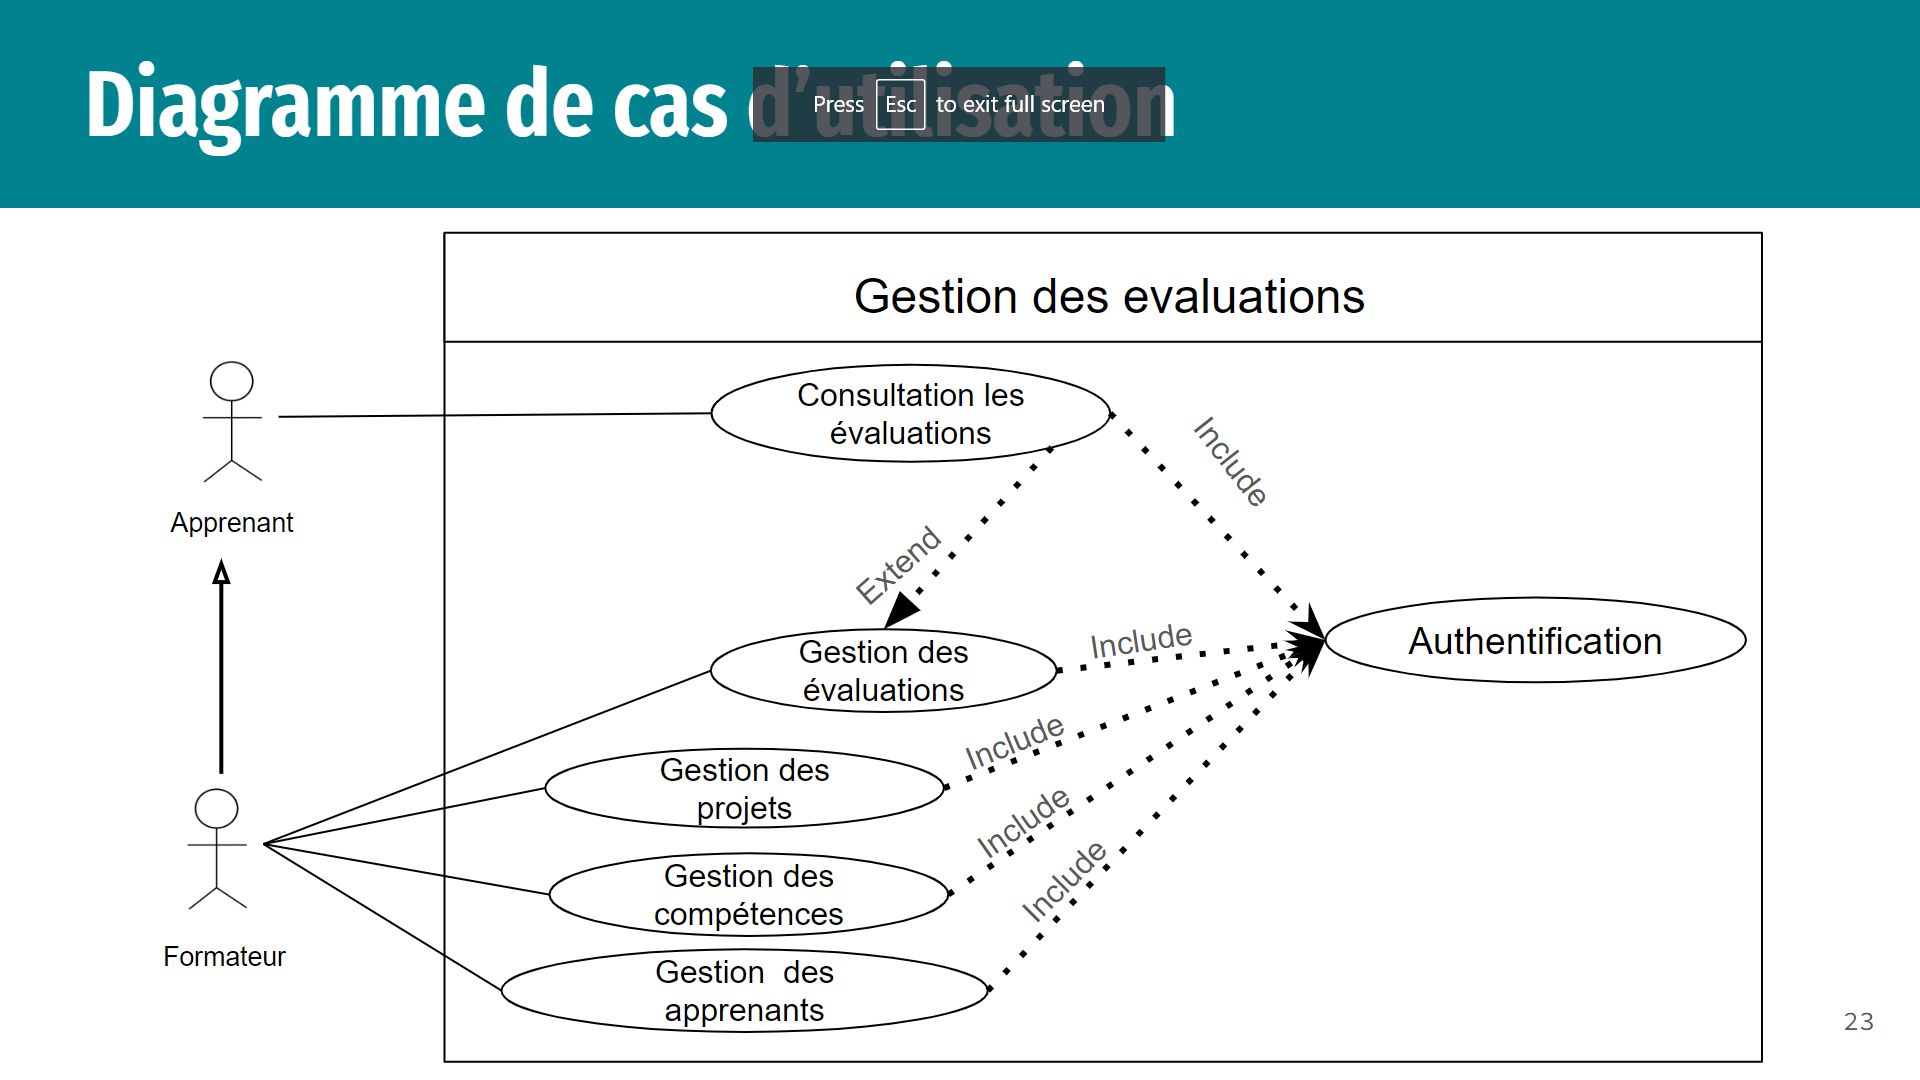 Diagramme de cas d'utilisation
Press Esc to exit full screen
Gestion des evaluations
Consultation les
évaluations
Include
Apprenant
Extend
Gestion des
évaluations
Include
Authentification
Include
Gestion des
projets
Include
Gestion des
compétences
Include
Formateur
Gestion  des
apprenants
23